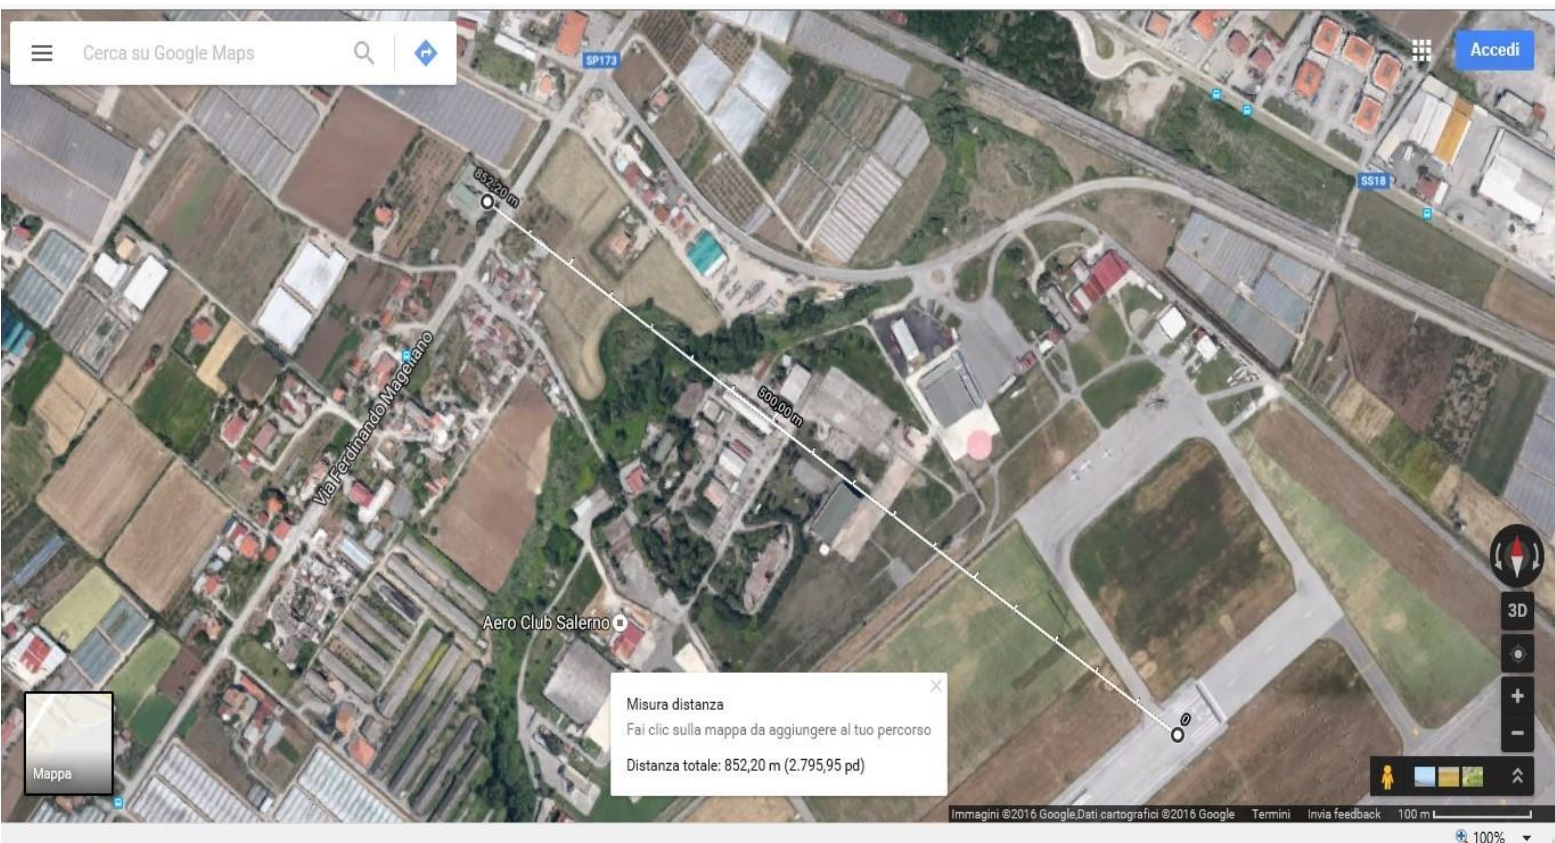 Cerca su Google Maps
Accedi
SP173
SS18
852,20 m
500,00 m
0
Via Ferdinando Magellano
Aero Club Salerno
Misura distanza
Fai clic sulla mappa da aggiungere al tuo percorso
Distanza totale: 852,20 m (2.795,95 pd)
3D
Mappa
Immagini ©2016 Google,Dati cartografici ©2016 Google Termini Invia feedback 100 m
100%